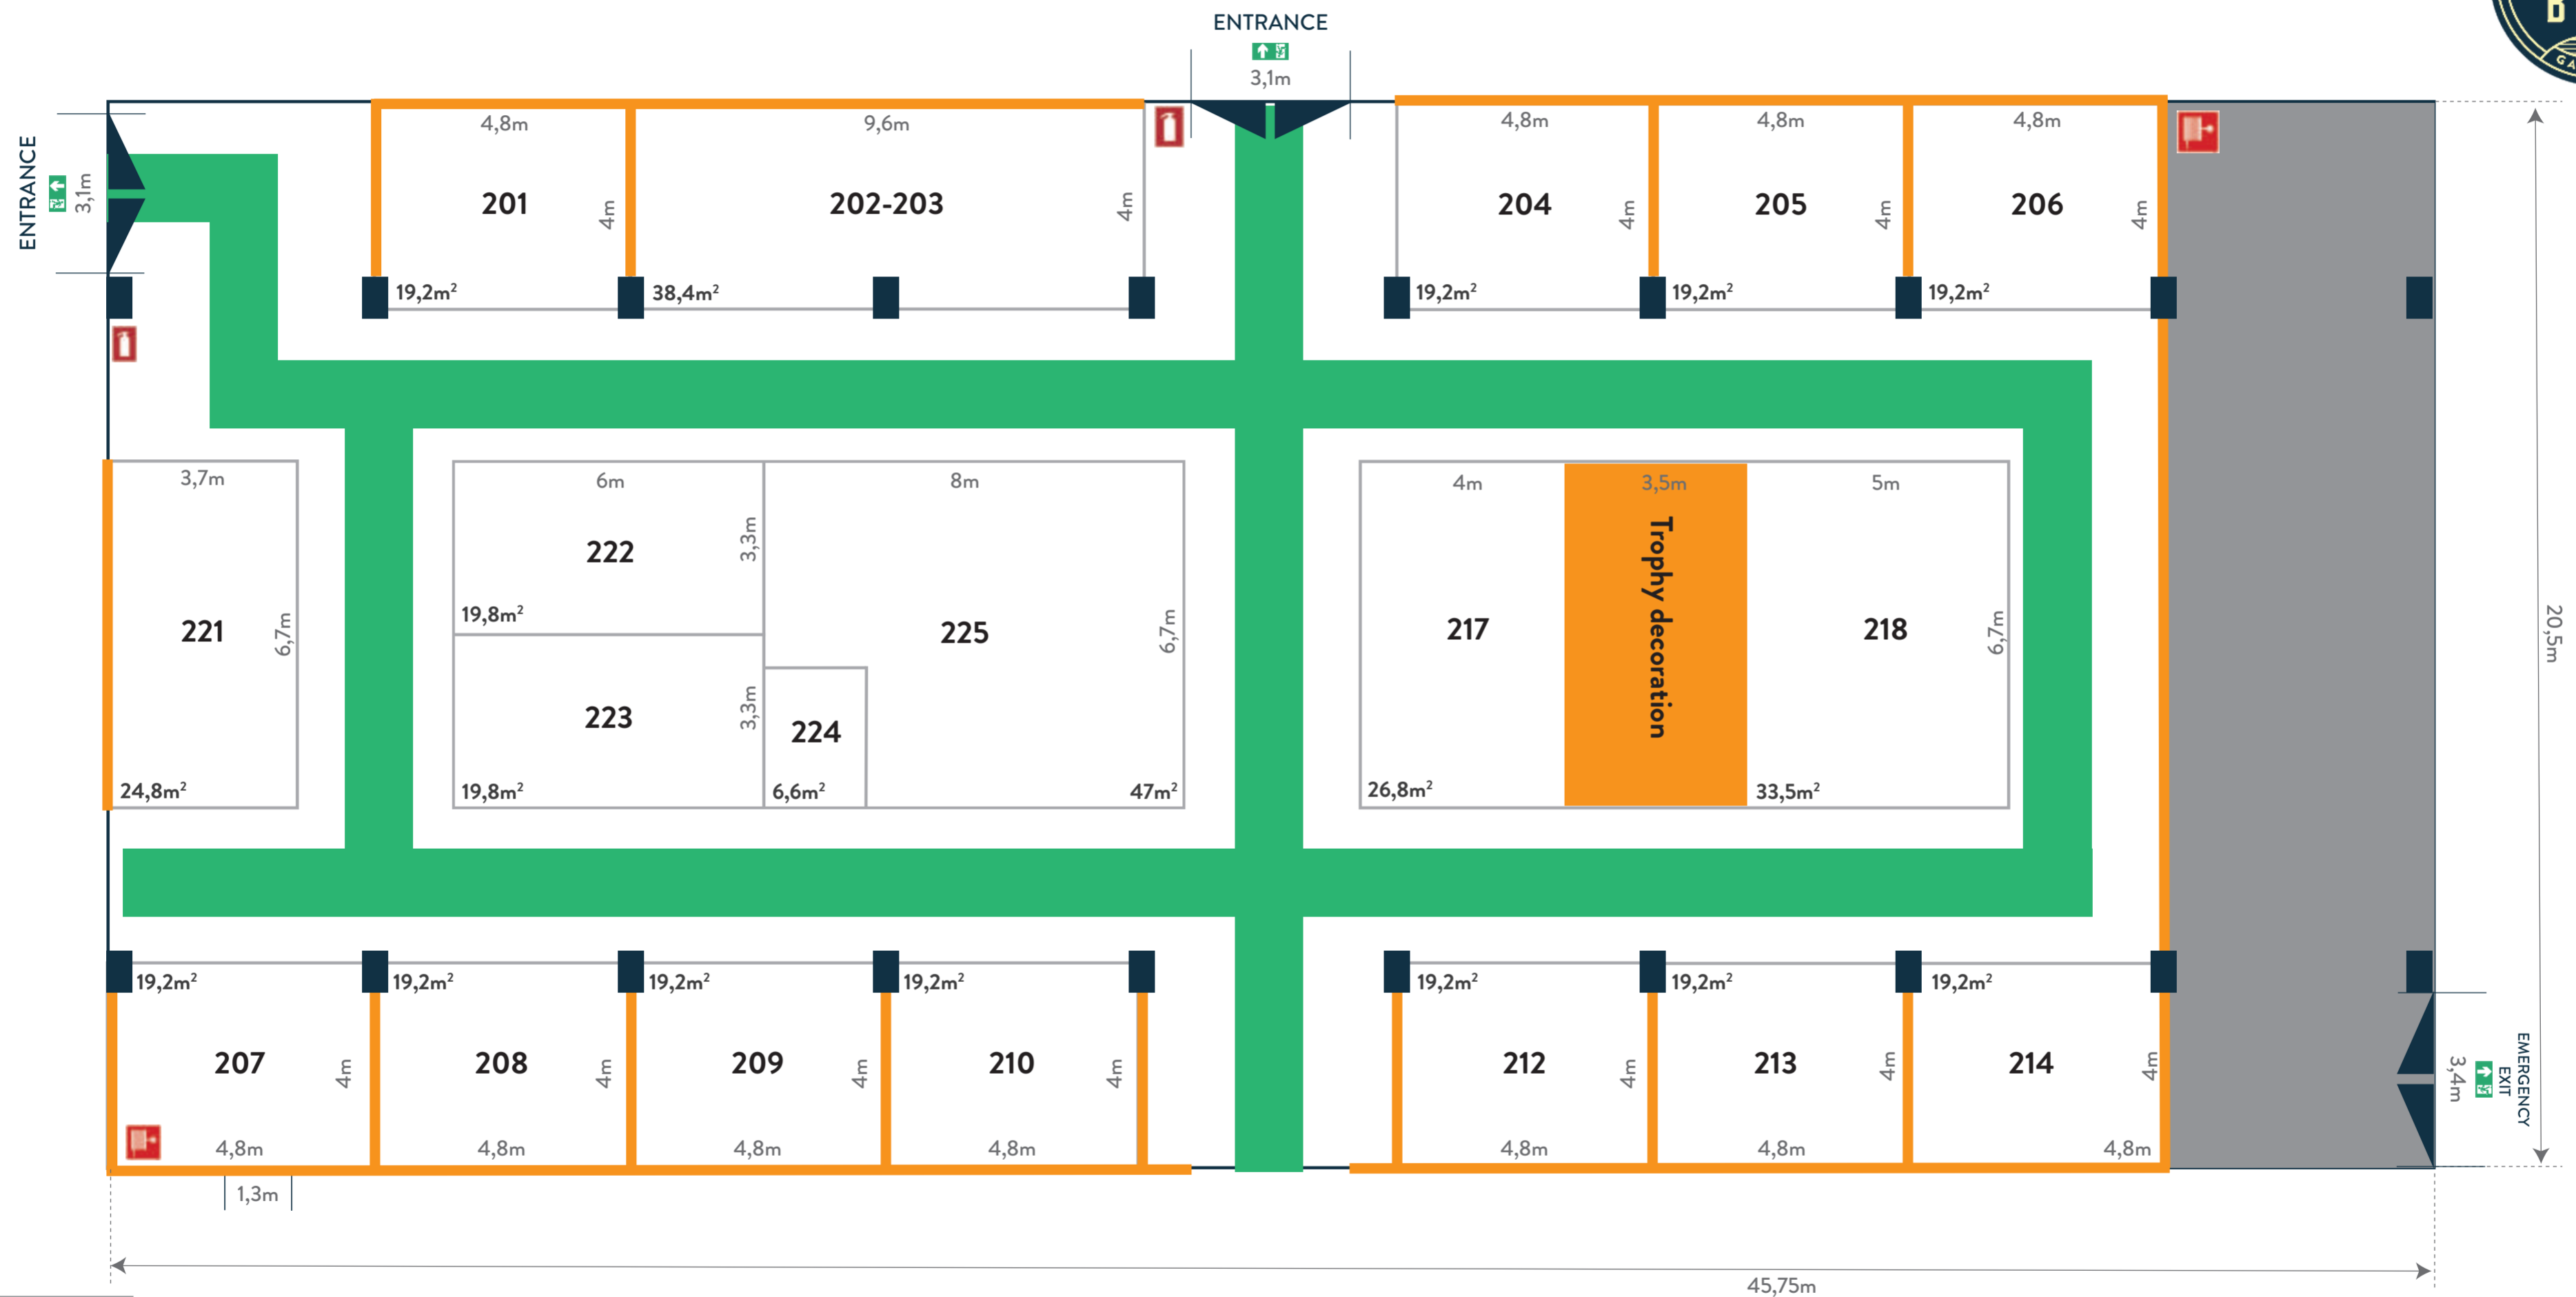 ENTRANCE
3,1m
B
GA
ENTRANCE
3,1m
4,8m
9,6m
4,8m
4,8m
4,8m
201
4m
202-203
4m
204
4m
205
4m
206
4m
19,2m²
38,4m²
19,2m²
19,2m²
19,2m²
3,7m
6m
8m
4m
3,5m
5m
222
3,3m
19,8m²
221
6,7m
225
6,7m
217
Trophy decoration
218
6,7m
20,5m
223
3,3m
224
24,8m²
19,8m²
6,6m²
47m²
26,8m²
33,5m²
19,2m²
19,2m²
19,2m²
19,2m²
19,2m²
19,2m²
19,2m²
207
4m
208
4m
209
4m
210
4m
212
4m
213
4m
214
4m
3,4m
EMERGENCY
EXIT
4,8m
4,8m
4,8m
4,8m
4,8m
4,8m
4,8m
1,3m
45,75m